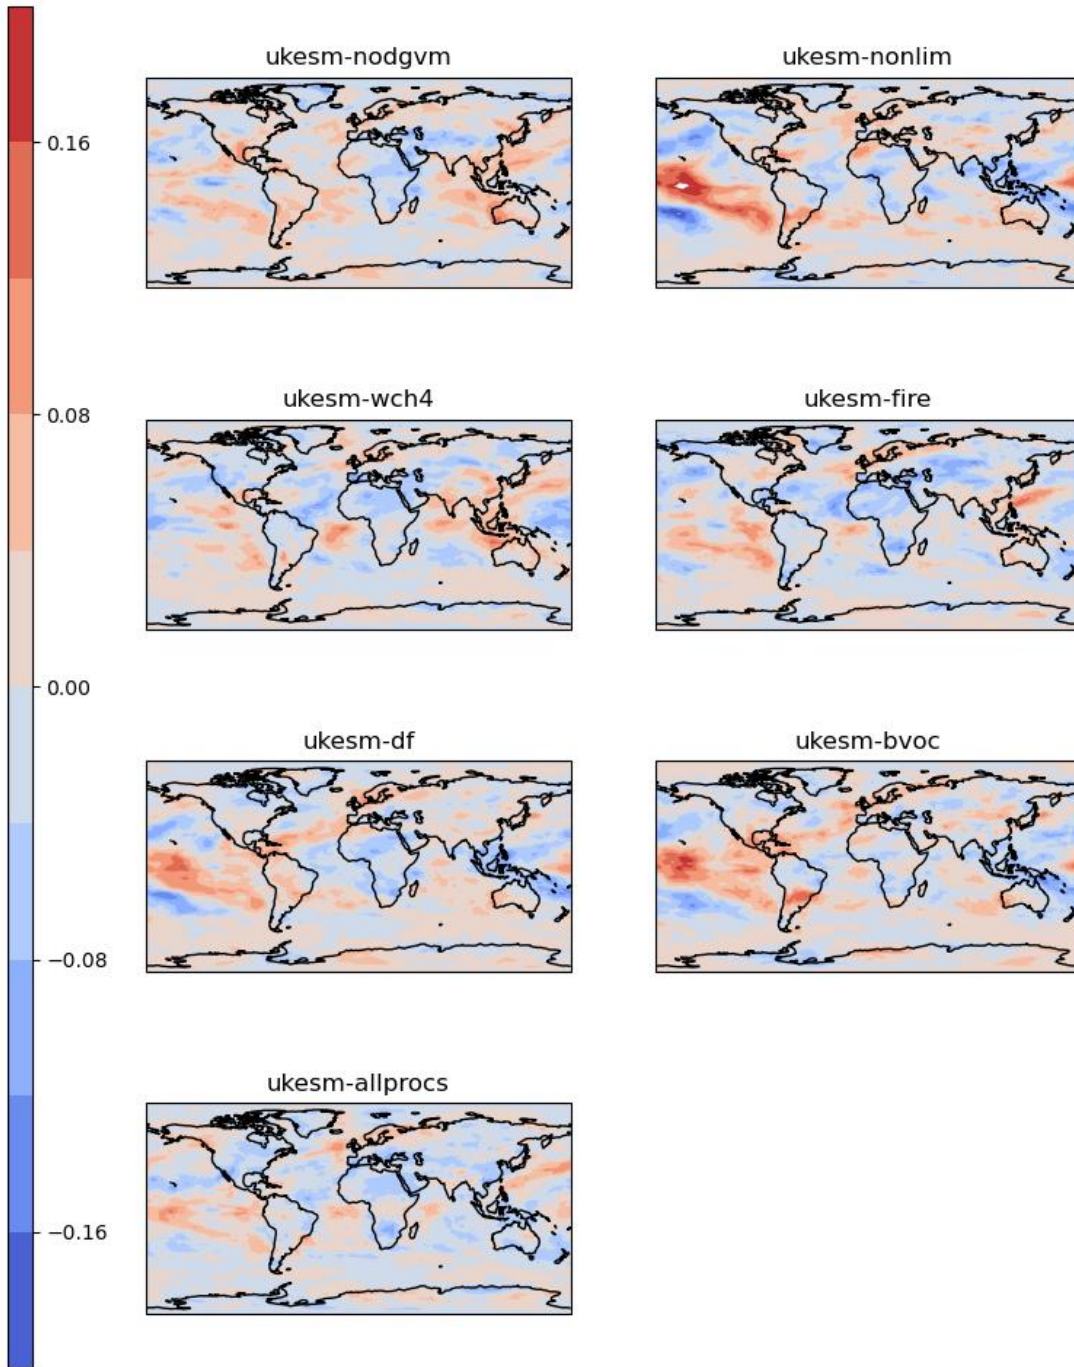 ukesm-nodgvm
ukesm-nonlim
0.16
ukesm-wch4
ukesm-fire
0.08
0.00
ukesm-df
ukesm-bvoc
−0.08
ukesm-allprocs
−0.16